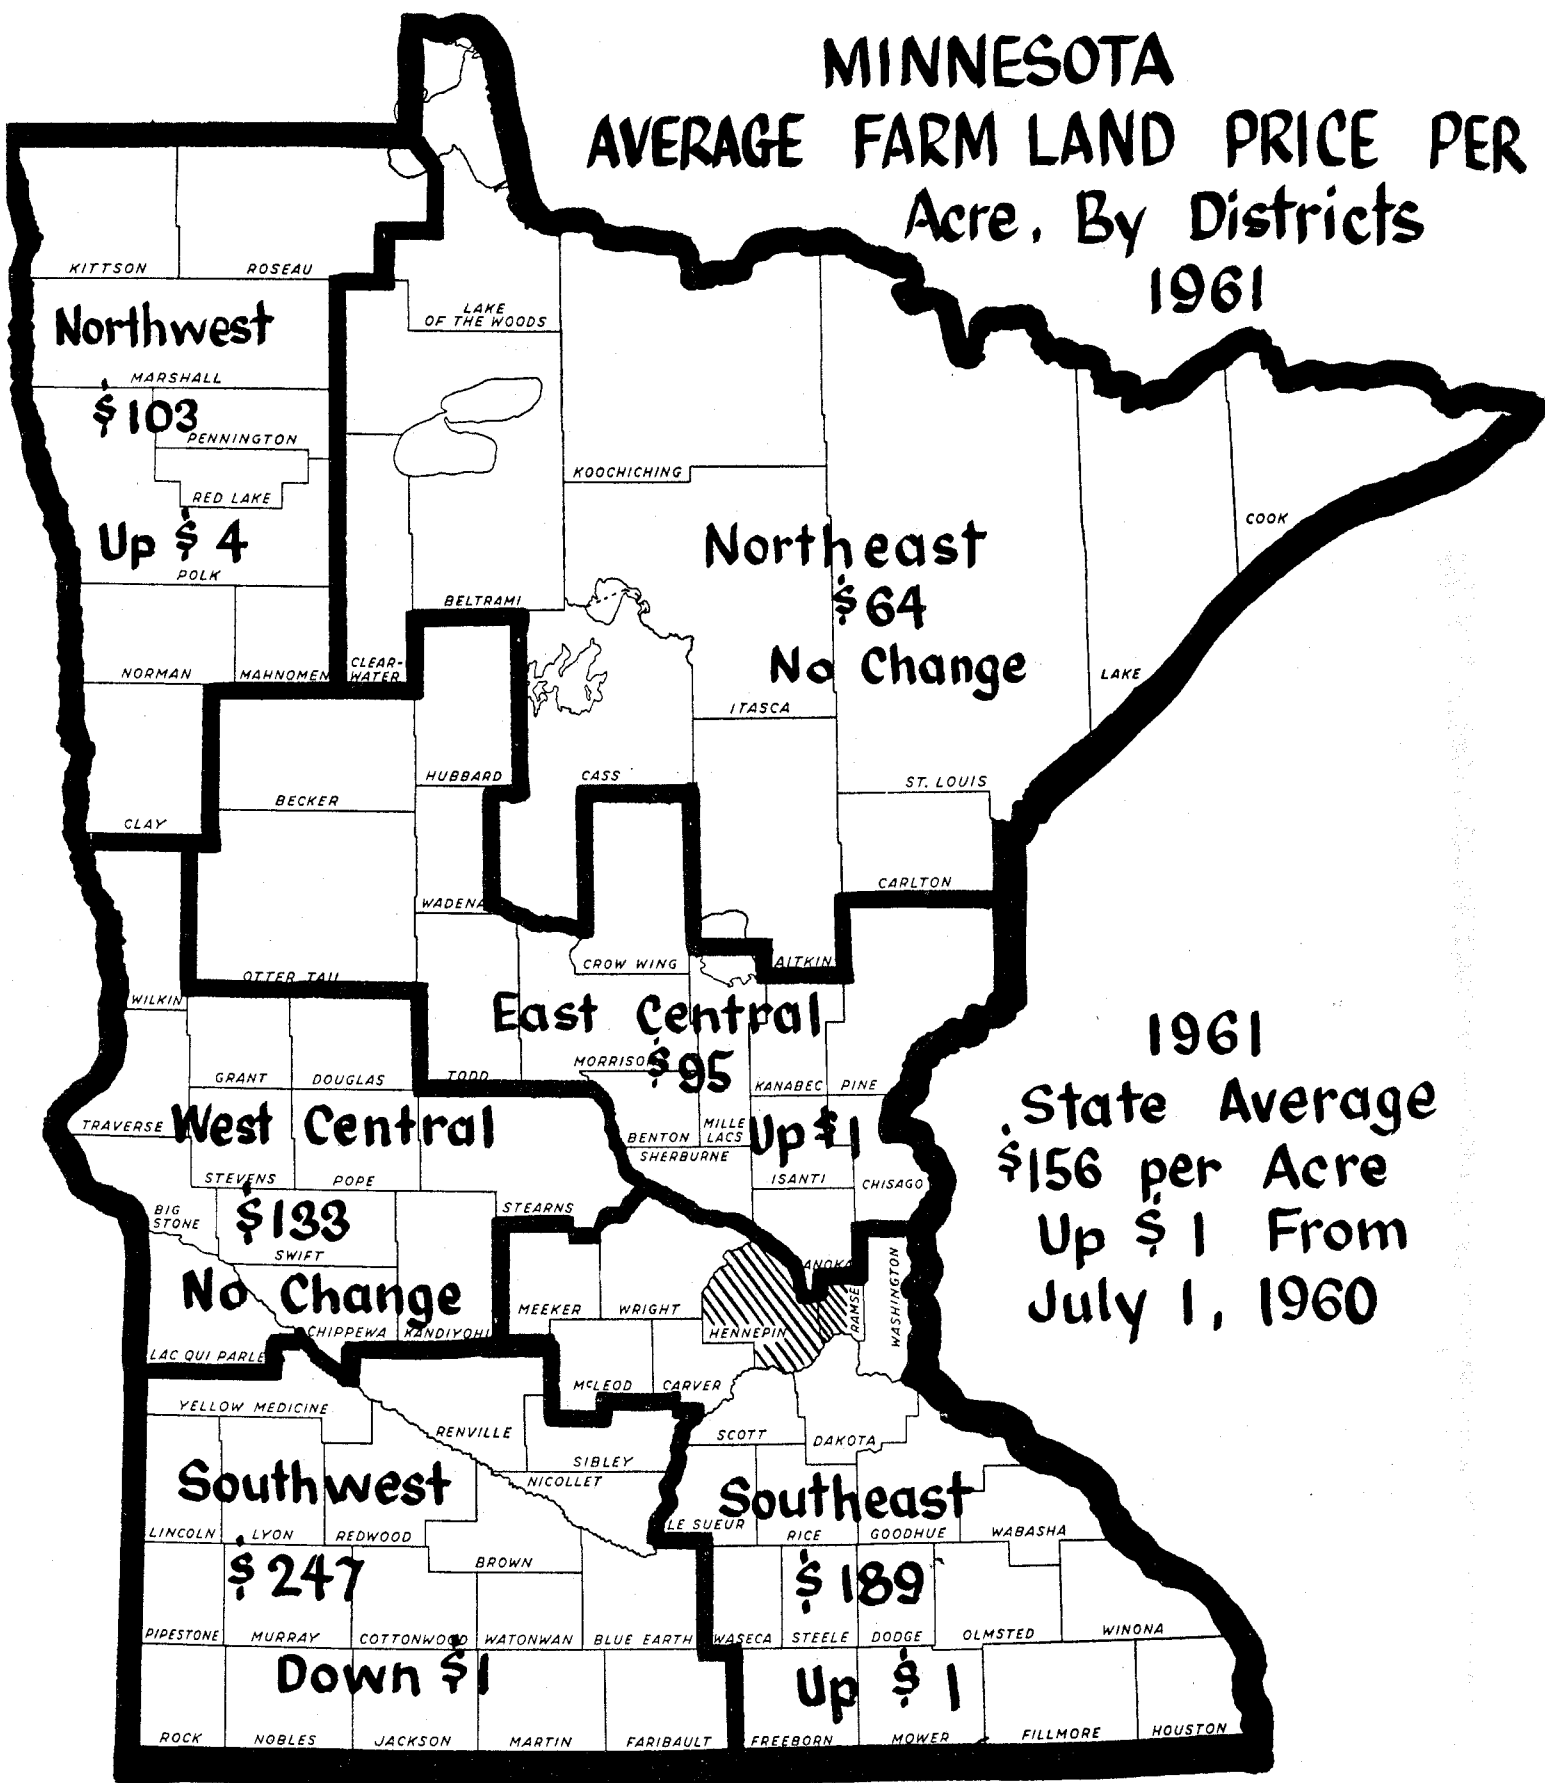 MINNESOTA
AVERAGE FARM LAND PRICE PER
Acre. By Districts
1961
KITTSON
ROSEAU
LAKE
OF THE WOODS
Northwest
MARSHALL
$103
PENNINGTON
RED LAKE
Up $4
POLK
KOOCHICHING
COOK
Northeast
$64
No Change
BELTRAMI
NORMAN
MAHNOMEN
CLEAR-
WATER
LAKE
ITASCA
HUBBARD
CASS
ST. LOUIS
BECKER
CLAY
WADENA
CARLTON
OTTER TAIL
CROW WING
AITKIN
WILKIN
East Central
$95
Up $1
MORRISON
KANABEC
PINE
GRANT
DOUGLAS
TODD
TRAVERSE
West Central
BENTON
MILLE
LACS
SHERBURNE
STEVENS
POPE
ISANTI
CHISAGO
BIG
STONE
$133
STEARNS
SWIFT
No Change
ANOKA
WASHINGTON
MEEKER
WRIGHT
HENNEPIN
RAMSE
CHIPPEWA
KANDIYOHI
LAC QUI PARLE
1961
State Average
$156 per Acre
Up $1 From
July 1, 1960
McLEOD
CARVER
YELLOW MEDICINE
RENVILLE
SCOTT
DAKOTA
SIBLEY
NICOLLET
Southwest
Southeast
LINCOLN
LYON
REDWOOD
LE SUEUR
RICE
GOODHUE
WABASHA
$247
BROWN
$189
PIPESTONE
MURRAY
COTTONWOOD
WATONWAN
BLUE EARTH
WASECA
STEELE
DODGE
OLMSTED
WINONA
Down $1
Up $1
ROCK
NOBLES
JACKSON
MARTIN
FARIBAULT
FREEBORN
MOWER
FILLMORE
HOUSTON